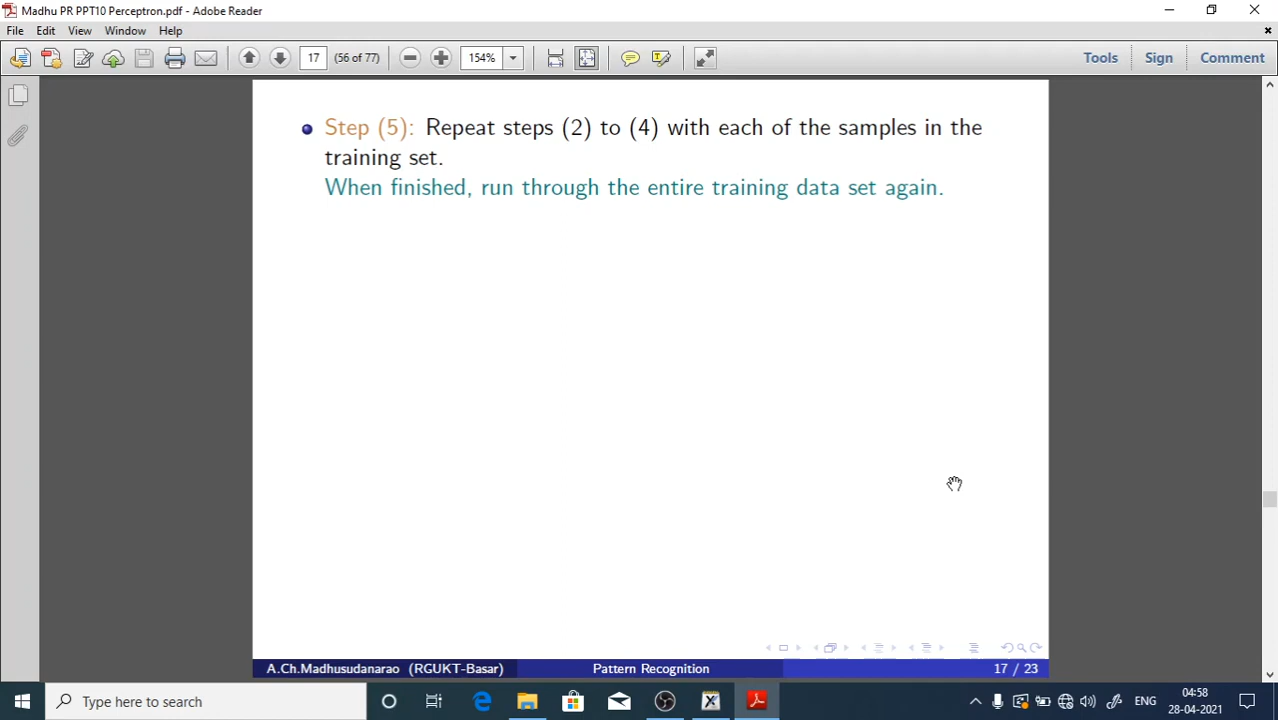 Madhu PR PPT10 Perceptron.pdf - Adobe Reader
File Edit View Window Help
17 (56 of 77) 154% Tools Sign Comment
Step (5): Repeat steps (2) to (4) with each of the samples in the
training set.
When finished, run through the entire training data set again.
A.Ch.Madhusudanarao (RGUKT-Basar) Pattern Recognition 17 / 23
Type here to search
ENG
04:58
28-04-2021